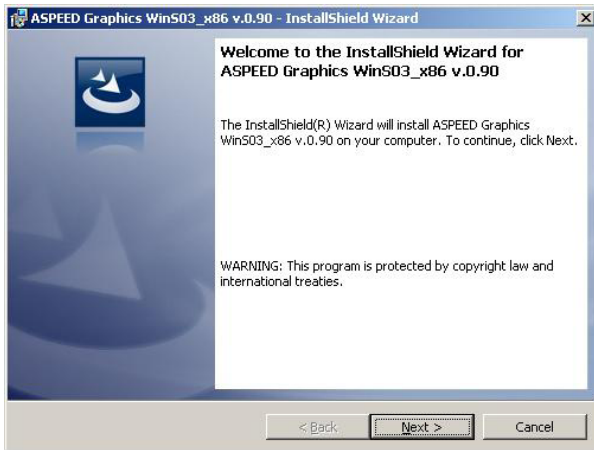 ASPEED Graphics WinS03_x86 v.0.90 - InstallShield Wizard
Welcome to the InstallShield Wizard for
ASPEED Graphics WinS03_x86 v.0.90
The InstallShield(R) Wizard will install ASPEED Graphics
WinS03_x86 v.0.90 on your computer. To continue, click Next.
WARNING: This program is protected by copyright law and
international treaties.
< Back Next > Cancel